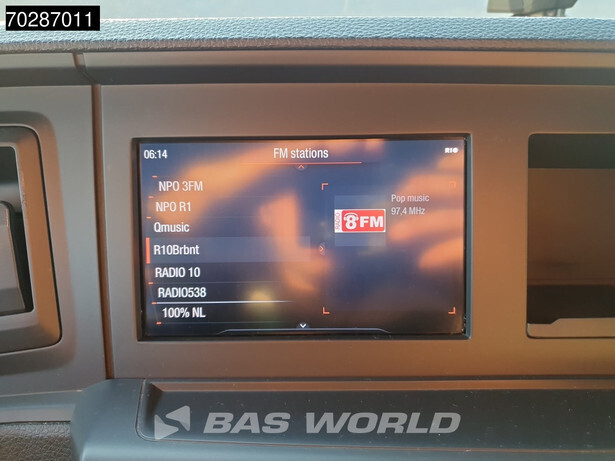 70287011
06:14
FM stations
NPO 3FM
NPO R1
Qmusic
R10Brbnt
RADIO 10
RADIO538
100% NL
RADIO
8FM
Pop music
97,4 MHz
BAS WORLD